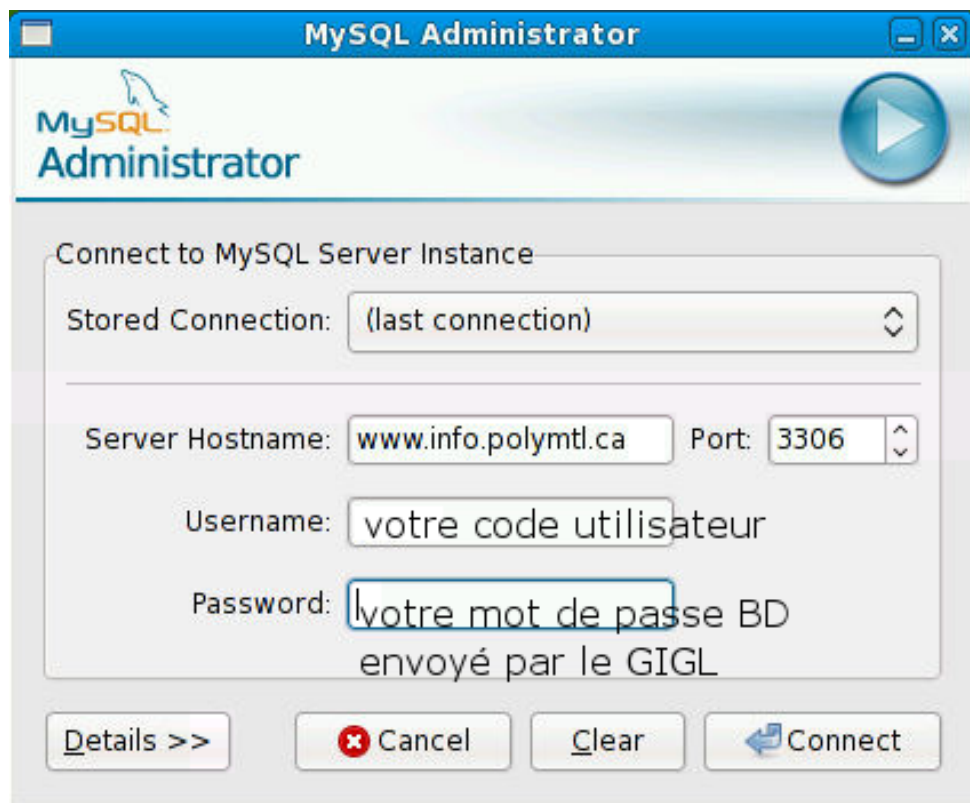 MySQL Administrator
MySQL
Administrator
Connect to MySQL Server Instance
Stored Connection: (last connection)
Server Hostname: www.info.polymtl.ca Port: 3306
Username: votre code utilisateur
Password: votre mot de passe BD
envoyé par le GIGL
Details >> Cancel Clear Connect